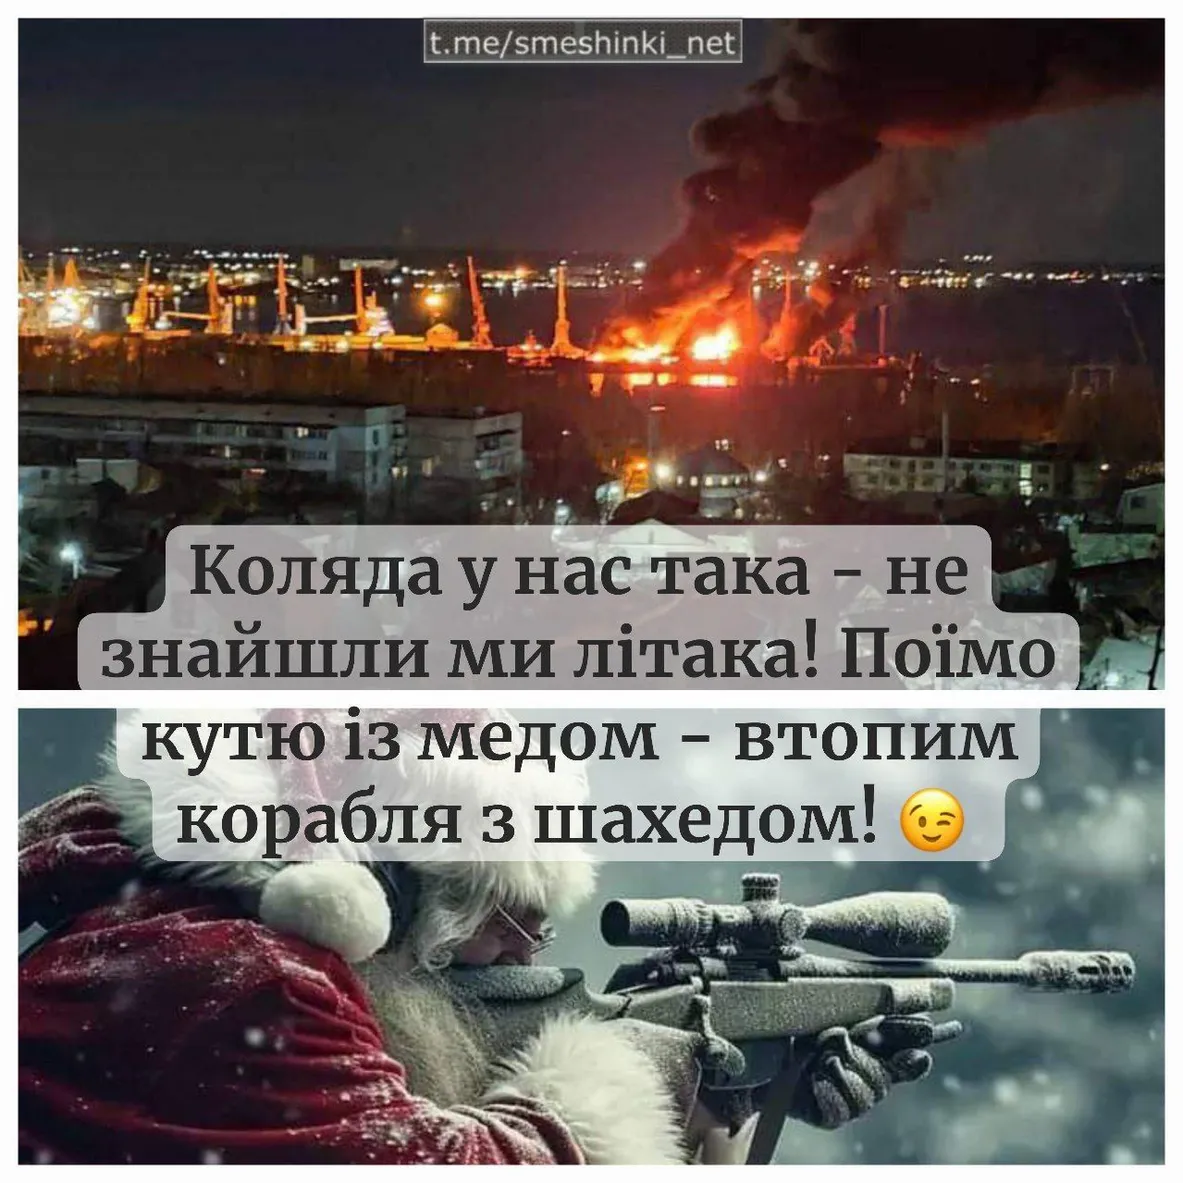 t.me/smeshinki_net
Коляда у нас така - не
знайшли ми літака! Поїмо
кутю із медом - втопим
корабля з шахедом! 😉